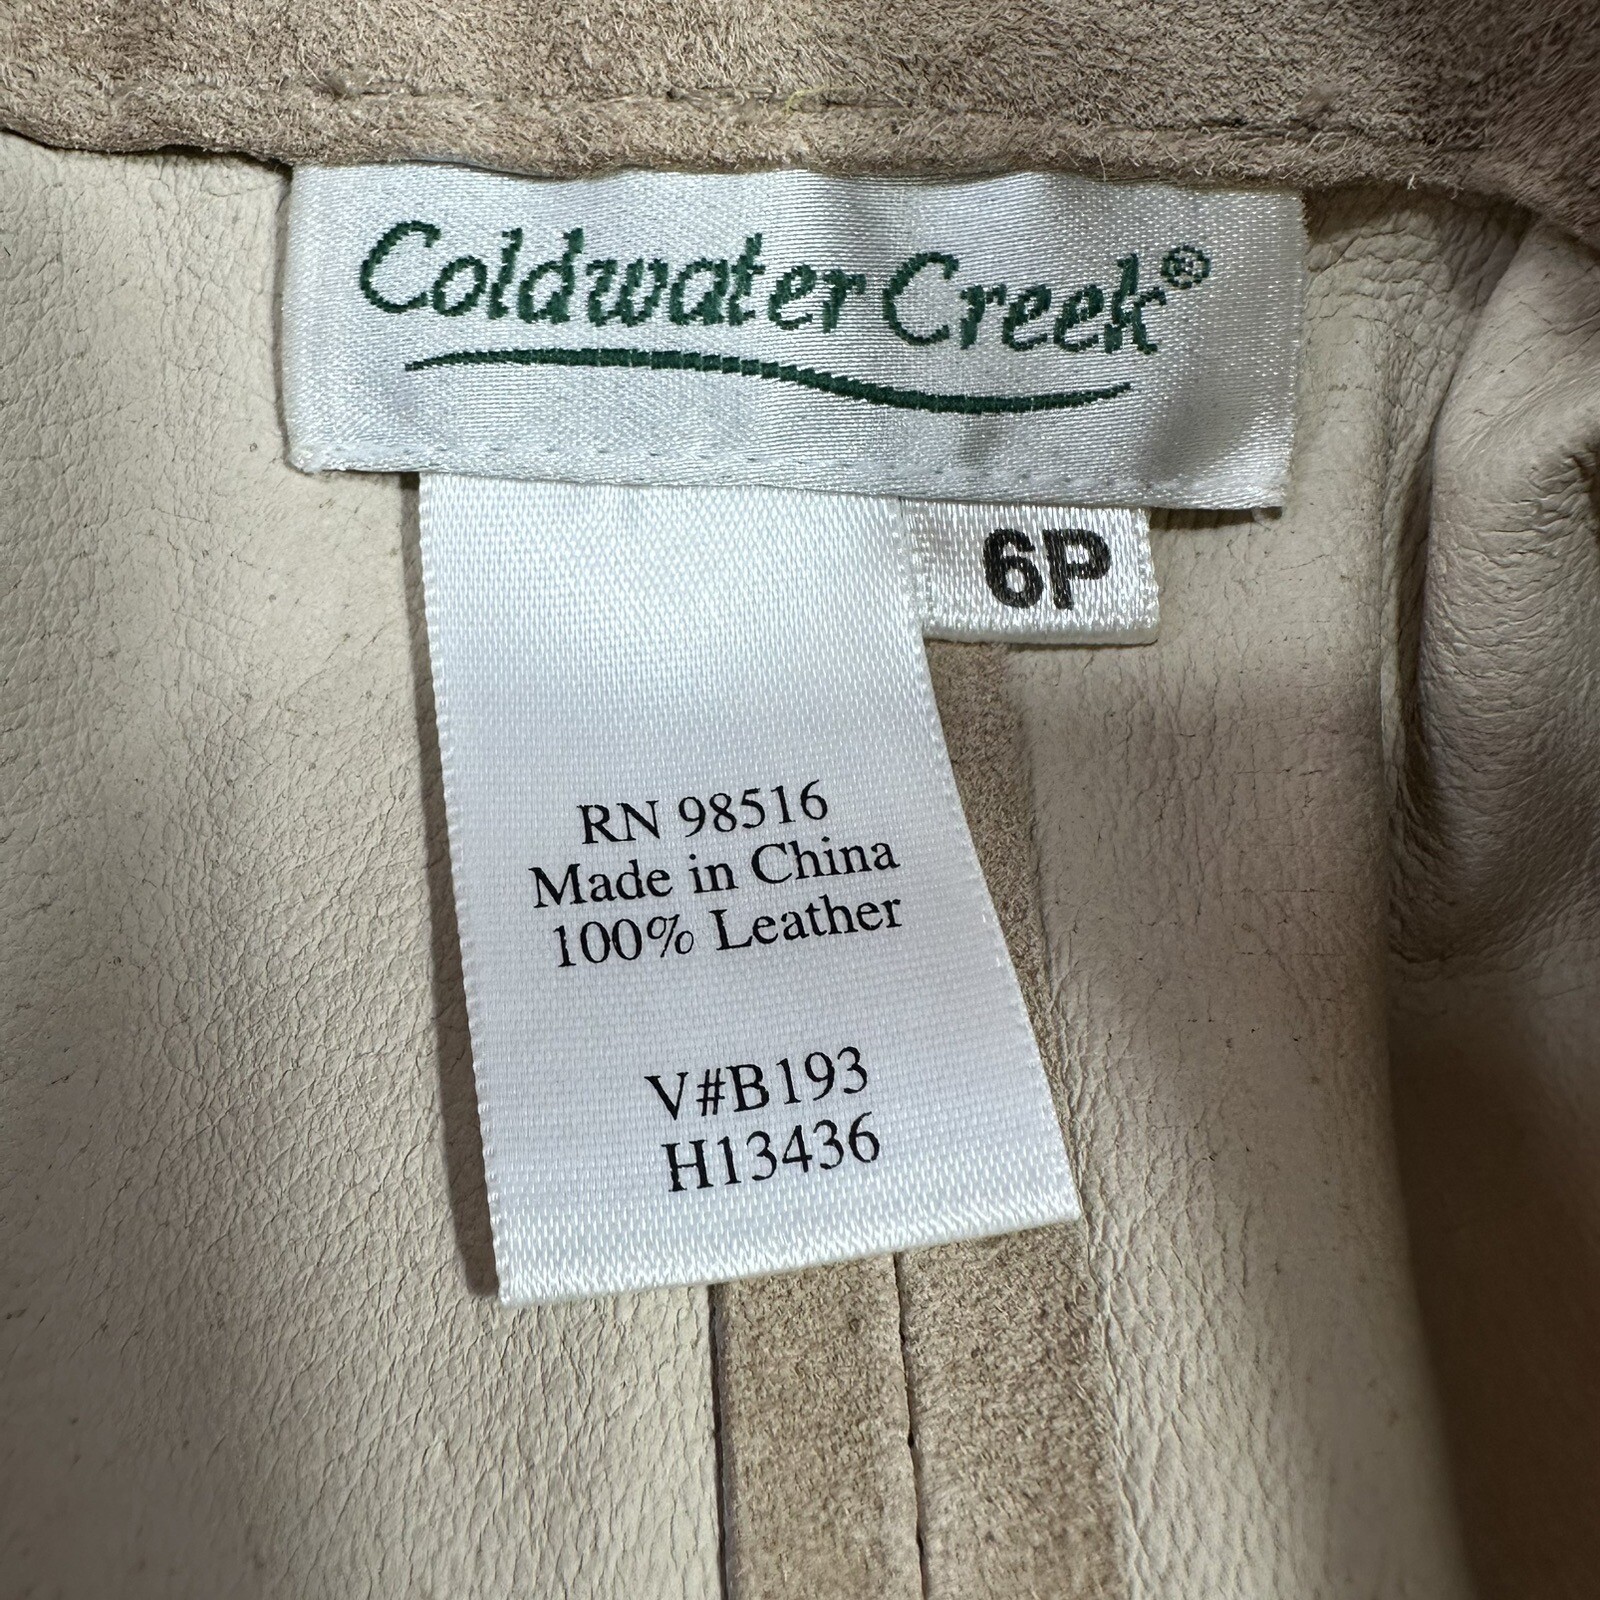 Coldwater Creek®
6P
RN 98516
Made in China
100% Leather
V#B193
H13436